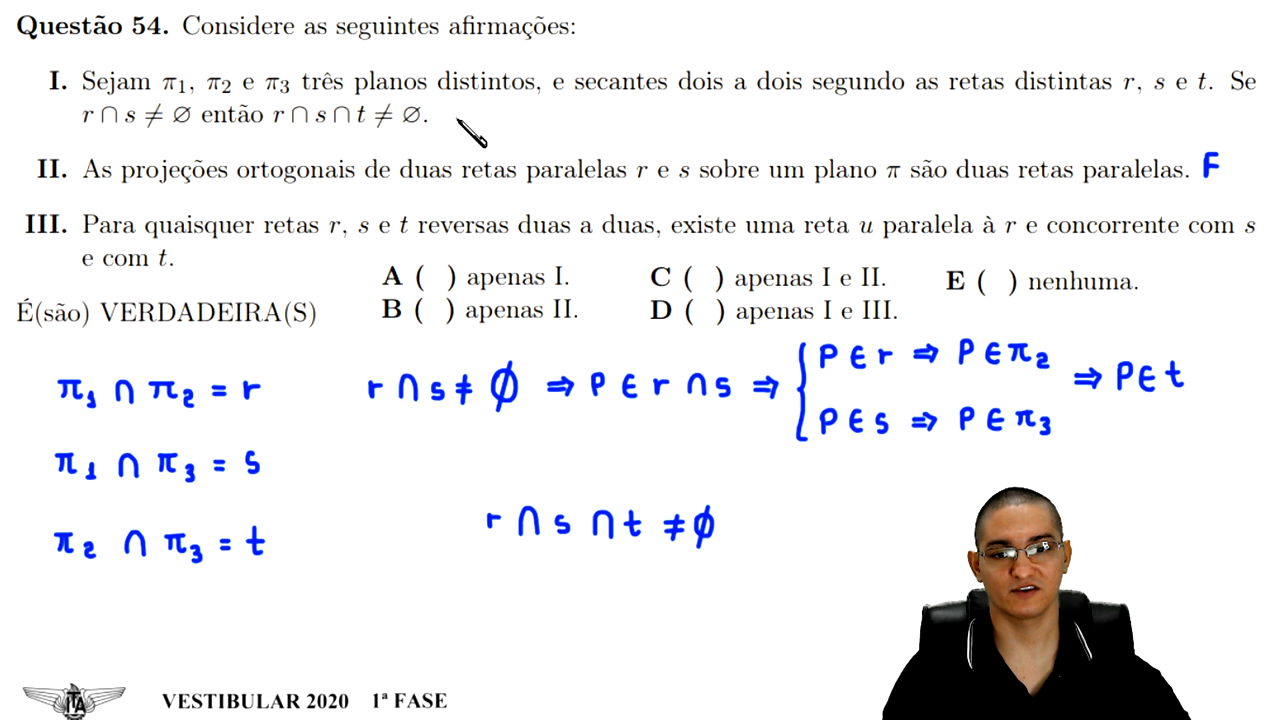 Questão 54. Considere as seguintes afirmações:
I. Sejam π₁, π₂ e π₃ três planos distintos, e secantes dois a dois segundo as retas distintas r, s e t. Se
r ∩ s ≠ ∅ então r ∩ s ∩ t ≠ ∅.
II. As projeções ortogonais de duas retas paralelas r e s sobre um plano π são duas retas paralelas. F
III. Para quaisquer retas r, s e t reversas duas a duas, existe uma reta u paralela à r e concorrente com s
e com t.
É(são) VERDADEIRA(S)
A ( ) apenas I.
B ( ) apenas II.
C ( ) apenas I e II.
D ( ) apenas I e III.
E ( ) nenhuma.
π₁ ∩ π₂ = r
π₁ ∩ π₃ = s
π₂ ∩ π₃ = t
r ∩ s ≠ ∅ ⇒ P ∈ r ∩ s ⇒ { P ∈ r ⇒ P ∈ π₂
P ∈ s ⇒ P ∈ π₃
⇒ P ∈ t
r ∩ s ∩ t ≠ ∅
ITA
VESTIBULAR 2020 1ª FASE